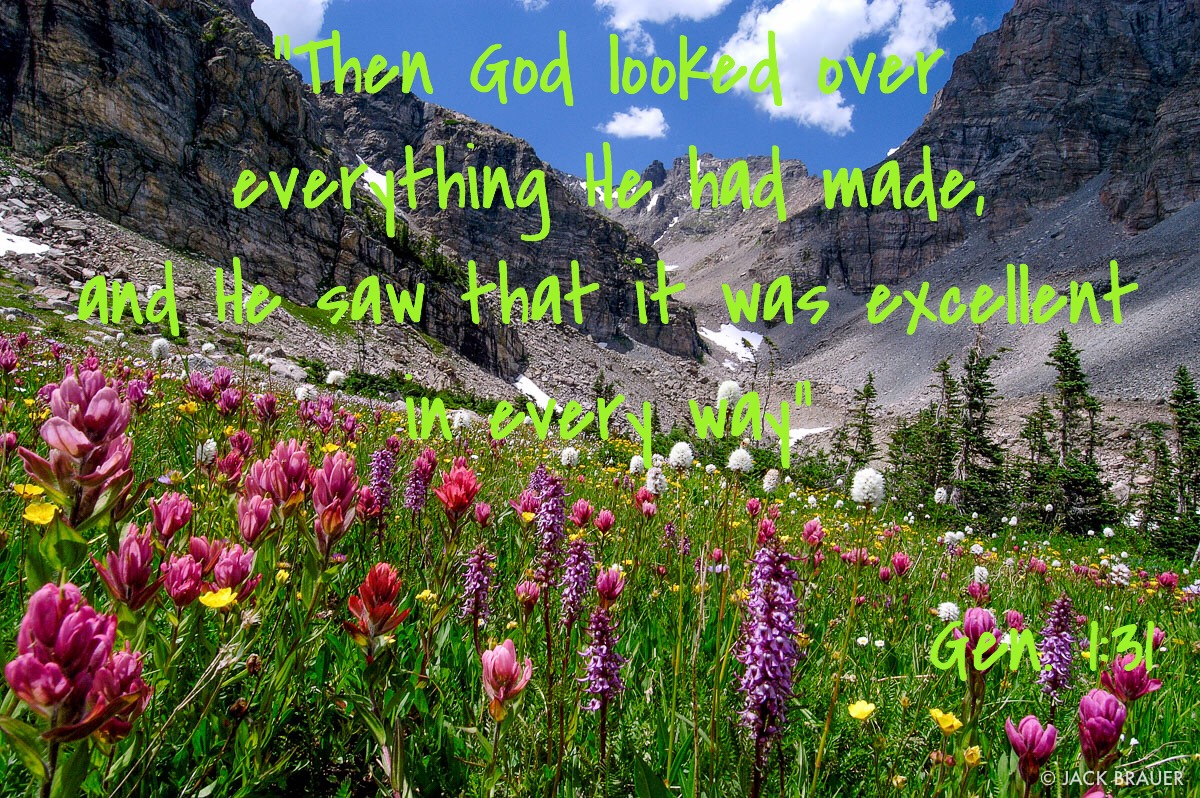 "Then God looked over
everything He had made,
and He saw that it was excellent
in every way"
Gen. 1:31
© JACK BRAUER